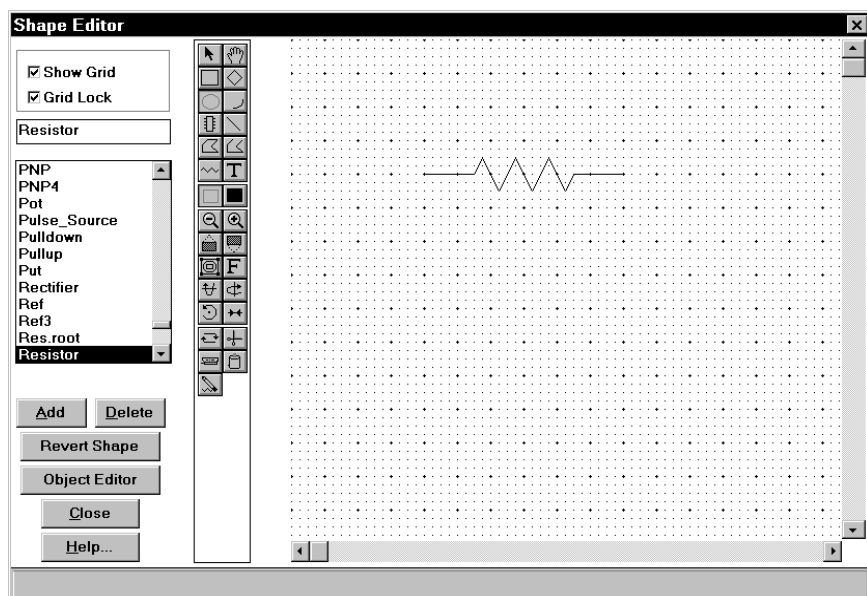 Shape Editor
Show Grid
Grid Lock
Resistor
PNP
PNP4
Pot
Pulse_Source
Pulldown
Pullup
Put
Rectifier
Ref
Ref3
Res.root
Resistor
Add
Delete
Revert Shape
Object Editor
Close
Help...
T
F